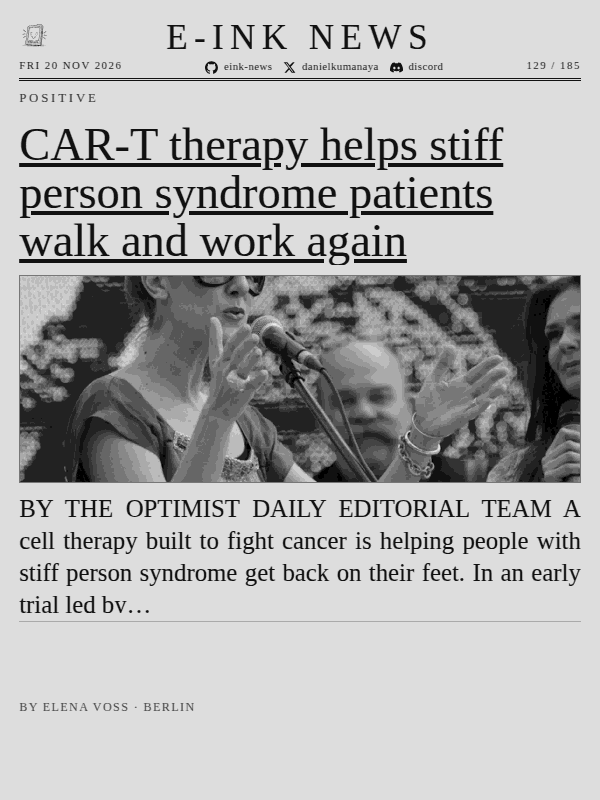 E-INK NEWS
FRI 20 NOV 2026
eink-news
danielkumanaya
discord
129 / 185
POSITIVE
CAR-T therapy helps stiff
person syndrome patients
walk and work again
BY THE OPTIMIST DAILY EDITORIAL TEAM A
cell therapy built to fight cancer is helping people with
stiff person syndrome get back on their feet. In an early
trial led by…
BY ELENA VOSS · BERLIN